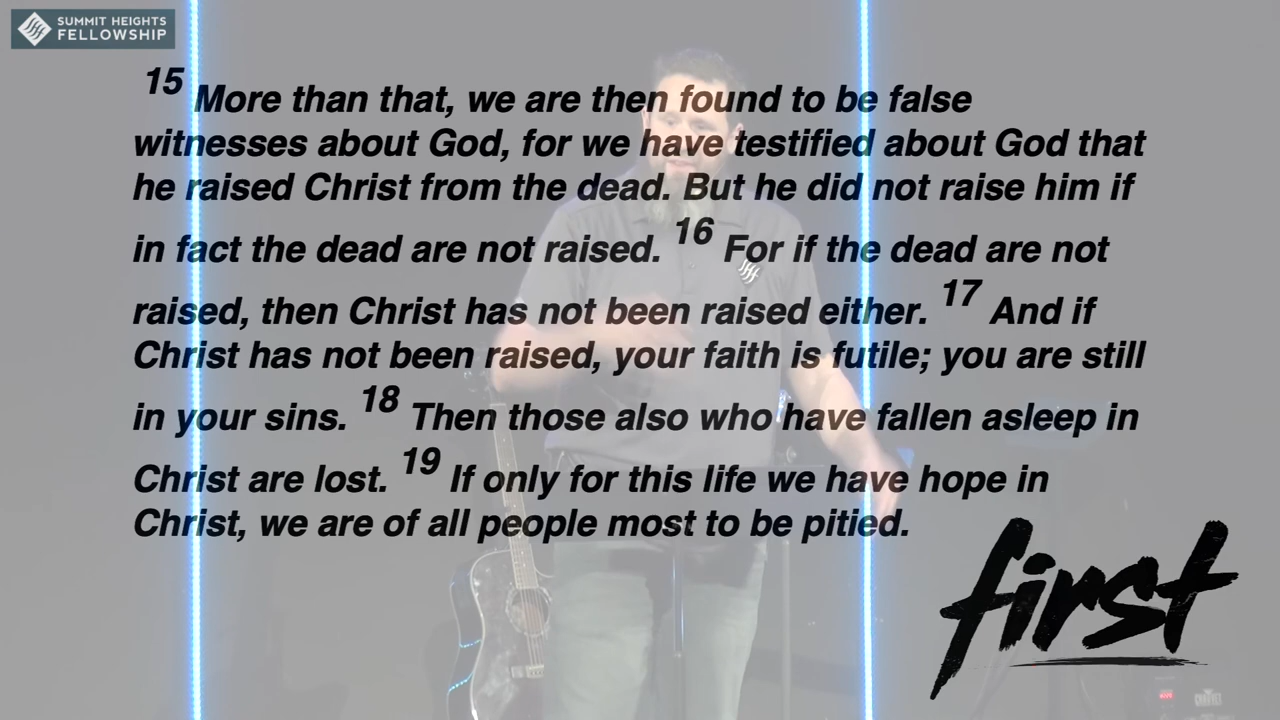 SUMMIT HEIGHTS
FELLOWSHIP
15 More than that, we are then found to be false
witnesses about God, for we have testified about God that
he raised Christ from the dead. But he did not raise him if
in fact the dead are not raised. 16 For if the dead are not
raised, then Christ has not been raised either. 17 And if
Christ has not been raised, your faith is futile; you are still
in your sins. 18 Then those also who have fallen asleep in
Christ are lost. 19 If only for this life we have hope in
Christ, we are of all people most to be pitied.
first